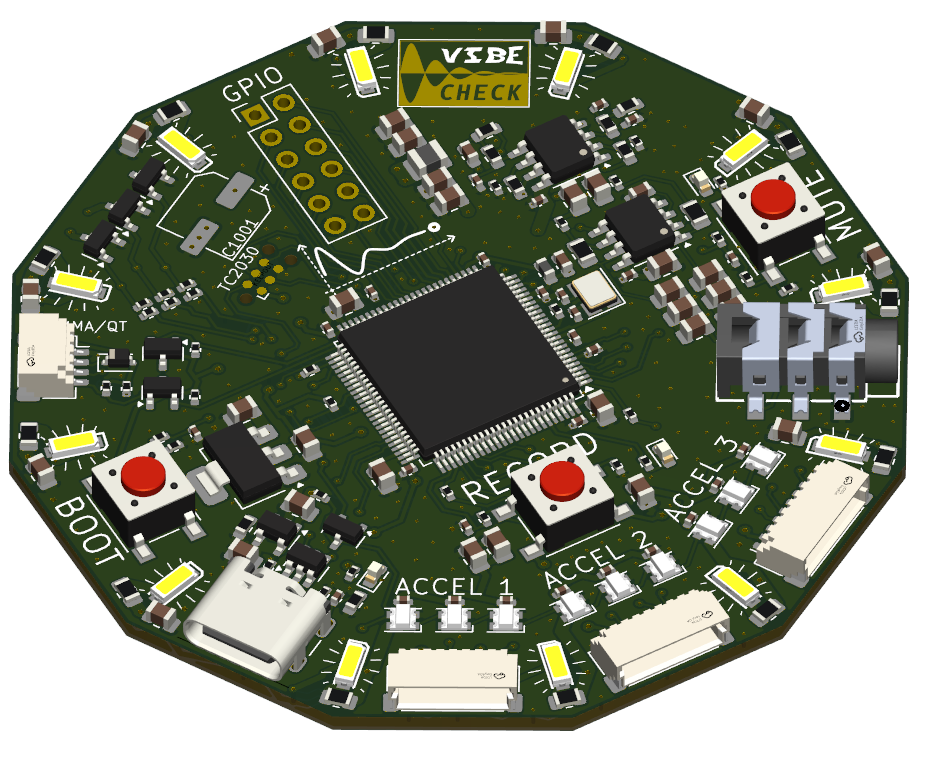 VIBE
CHECK
GPIO
+
C1001
TC2030
MUTE
MA/QT
RECORD
ACCEL 3
BOOT
ACCEL 2
ACCEL 1